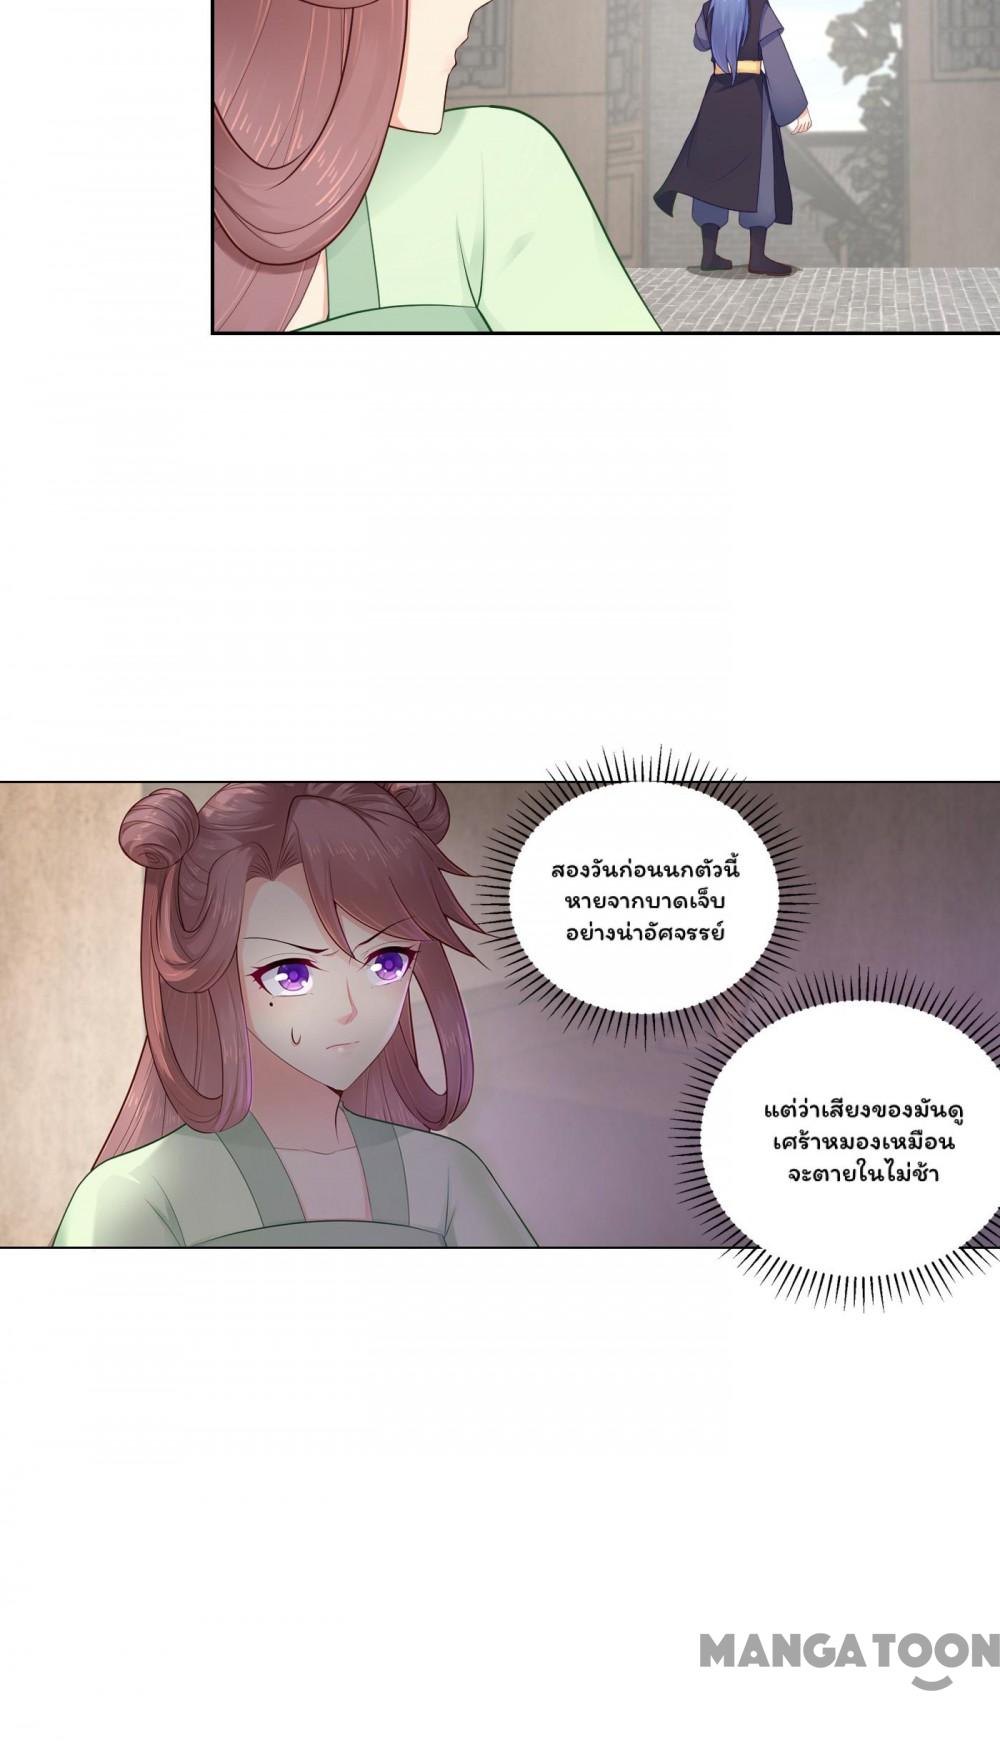 สองวันก่อนนกตัวนี้
หายจากบาดเจ็บ
อย่างน่าอัศจรรย์
แต่ว่าเสียงของมันดู
เศร้าหมองเหมือน
จะตายในไม่ช้า
MANGATOON